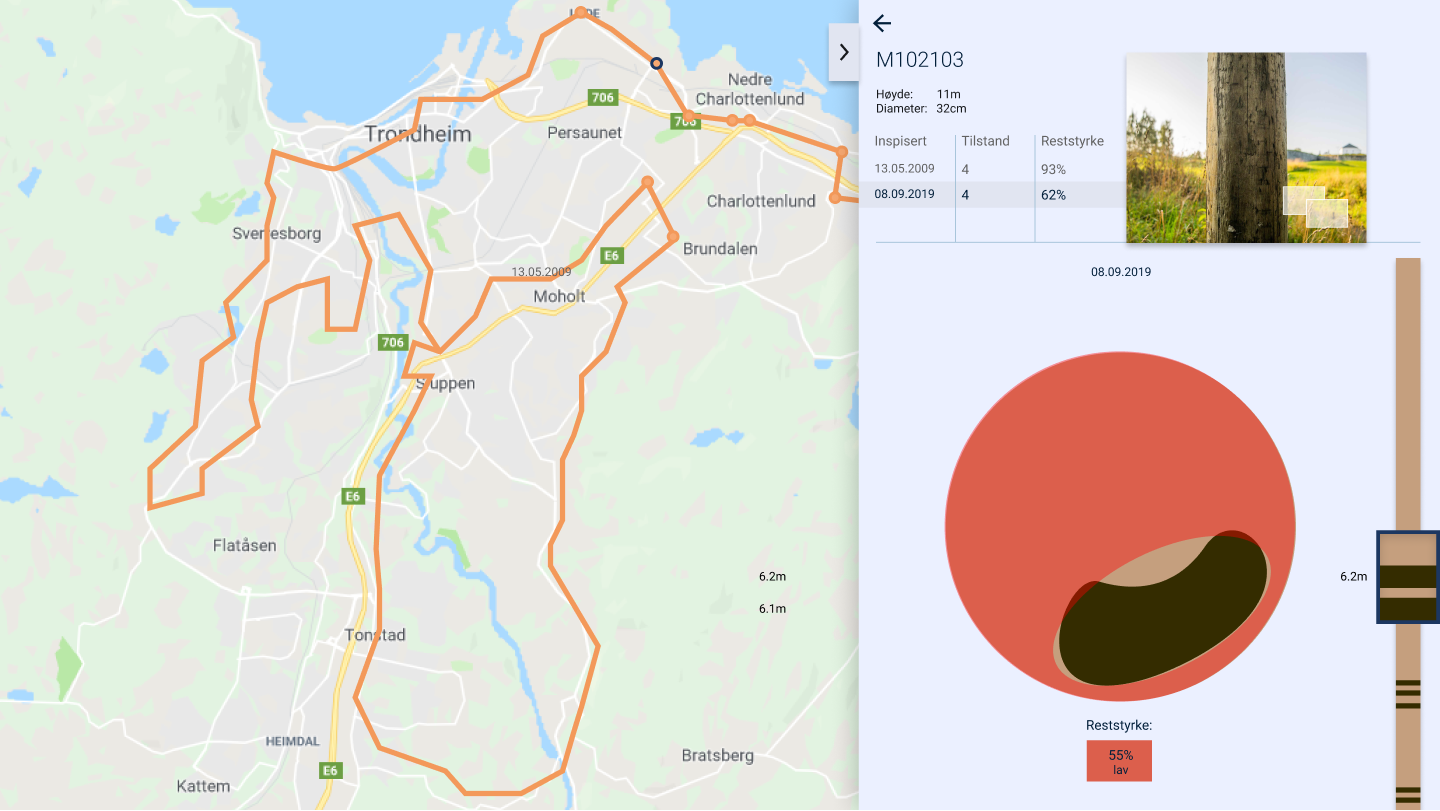 706
Nedre
Charlottenlund
706
Trondheim
Persaunet
Charlottenlund
Sverresborg
Brundalen
E6
13.05.2009
Moholt
706
Sluppen
E6
Flatåsen
6.2m
6.1m
Tonstad
HEIMDAL
E6
Kattem
Bratsberg
M102103
Høyde: 11m
Diameter: 32cm
Inspisert Tilstand Reststyrke
13.05.2009 4 93%
08.09.2019 4 62%
08.09.2019
6.2m
Reststyrke:
55%
lav